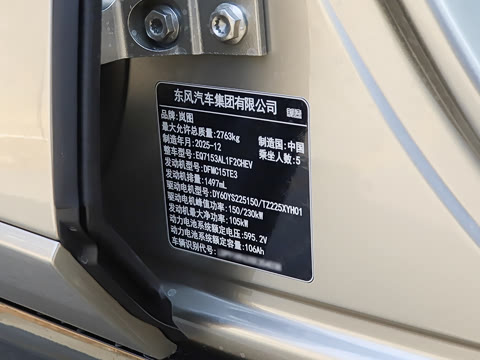 东风汽车集团有限公司
品牌:岚图
最大允许总质量:2763kg 制造国:中国
制造年月:2025-12 乘坐人数:5
整车型号:EQ7153AL1F2CHEV
发动机型号:DFMC15TE3
发动机排量:1497mL
驱动电机型号:DY60YS225150/TZ225XYH01
驱动电机峰值功率:150/230kW
发动机最大净功率:105kW
动力电池系统额定电压:595.2V
动力电池系统额定容量:106Ah
车辆识别代号: